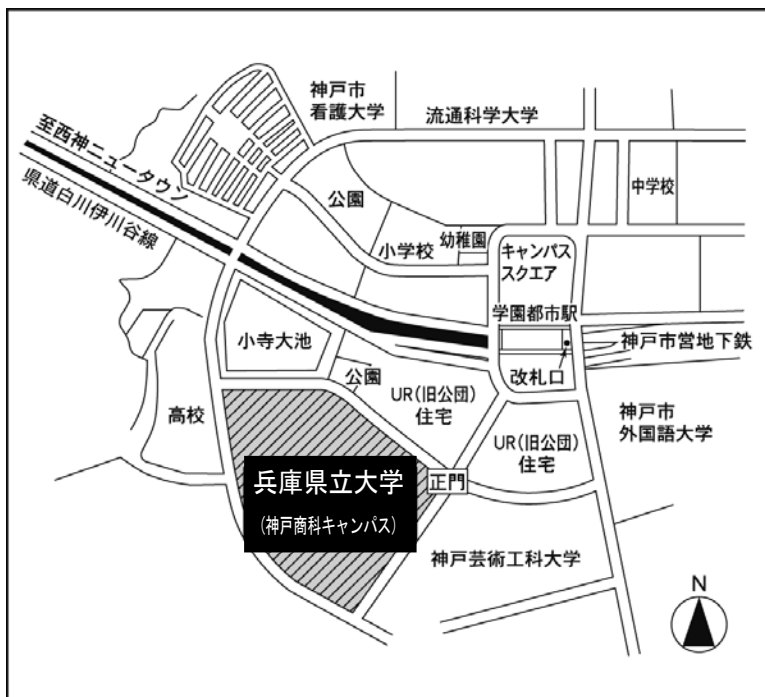 神戸市
看護大学
流通科学大学
至西神ニュータウン
県道白川伊川谷線
中学校
公園
幼稚園
小学校
キャンパス
スクエア
学園都市駅
小寺大池
神戸市営地下鉄
改札口
公園
UR(旧公団)
住宅
高校
神戸市
外国語大学
UR(旧公団)
住宅
兵庫県立大学
(神戸商科キャンパス)
正門
神戸芸術工科大学
N